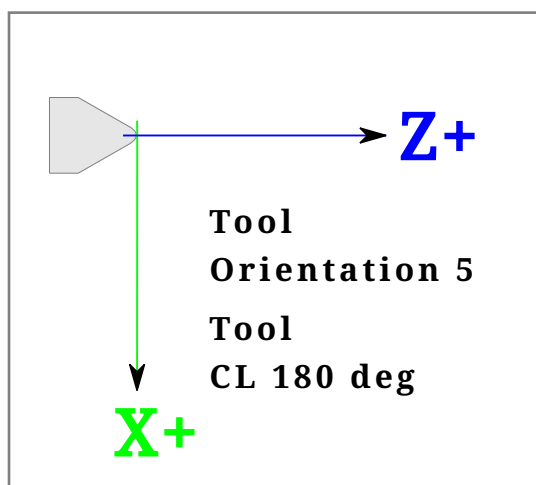 Z+
Tool
Orientation 5
Tool
CL 180 deg
X+